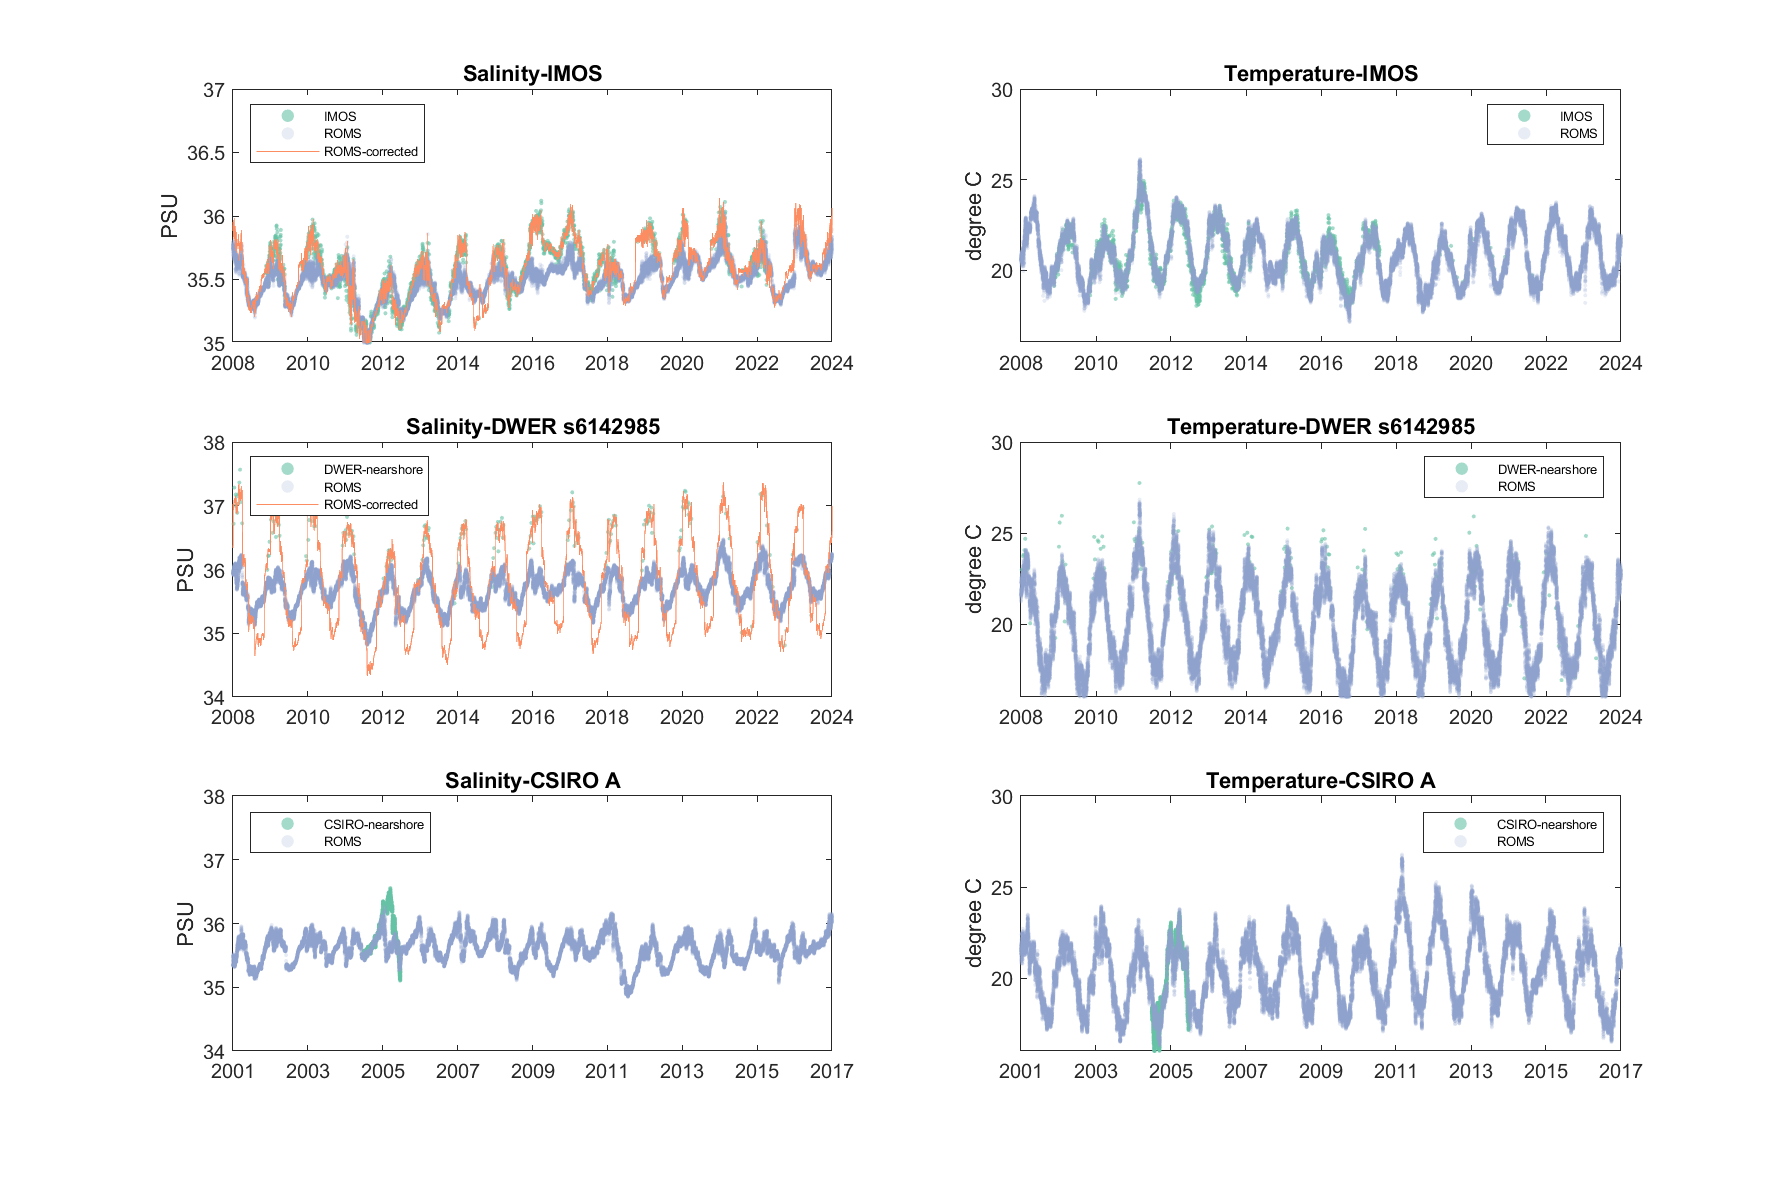 Salinity-IMOS
37
36.5
36
35.5
35
PSU
IMOS
ROMS
ROMS-corrected
2008 2010 2012 2014 2016 2018 2020 2022 2024
Temperature-IMOS
30
25
20
degree C
IMOS
ROMS
2008 2010 2012 2014 2016 2018 2020 2022 2024
Salinity-DWER s6142985
38
37
36
35
34
PSU
DWER-nearshore
ROMS
ROMS-corrected
2008 2010 2012 2014 2016 2018 2020 2022 2024
Temperature-DWER s6142985
30
25
20
degree C
DWER-nearshore
ROMS
2008 2010 2012 2014 2016 2018 2020 2022 2024
Salinity-CSIRO A
38
37
36
35
34
PSU
CSIRO-nearshore
ROMS
2001 2003 2005 2007 2009 2011 2013 2015 2017
Temperature-CSIRO A
30
25
20
degree C
CSIRO-nearshore
ROMS
2001 2003 2005 2007 2009 2011 2013 2015 2017